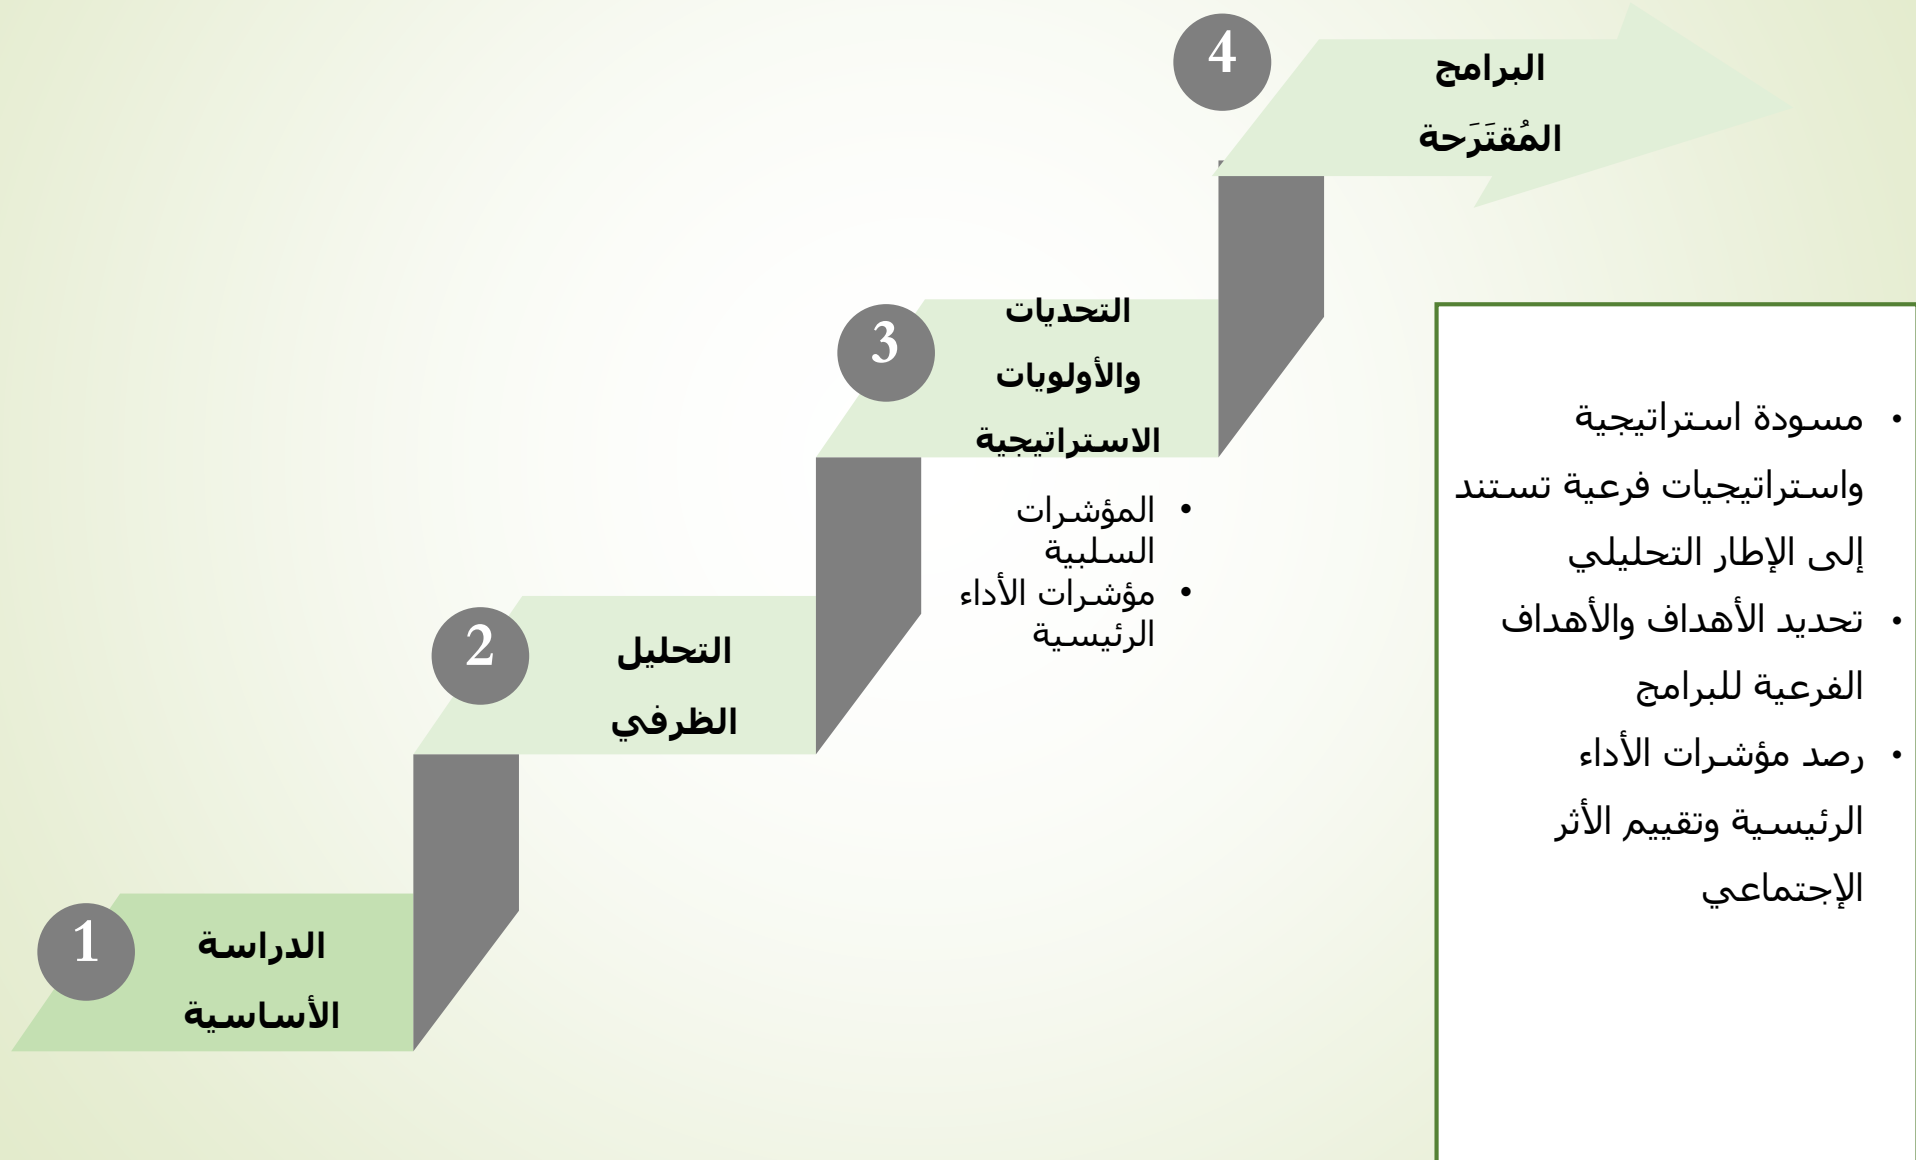 1
الدراسة
الأساسية
2
التحليل
الظرفي
3
التحديات
والأولويات
الاستراتيجية
• المؤشرات
السلبية
• مؤشرات الأداء
الرئيسية
4
البرامج
المُقتَرَحة
• مسودة استراتيجية
واستراتيجيات فرعية تستند
إلى الإطار التحليلي
• تحديد الأهداف والأهداف
الفرعية للبرامج
• رصد مؤشرات الأداء
الرئيسية وتقييم الأثر
الإجتماعي